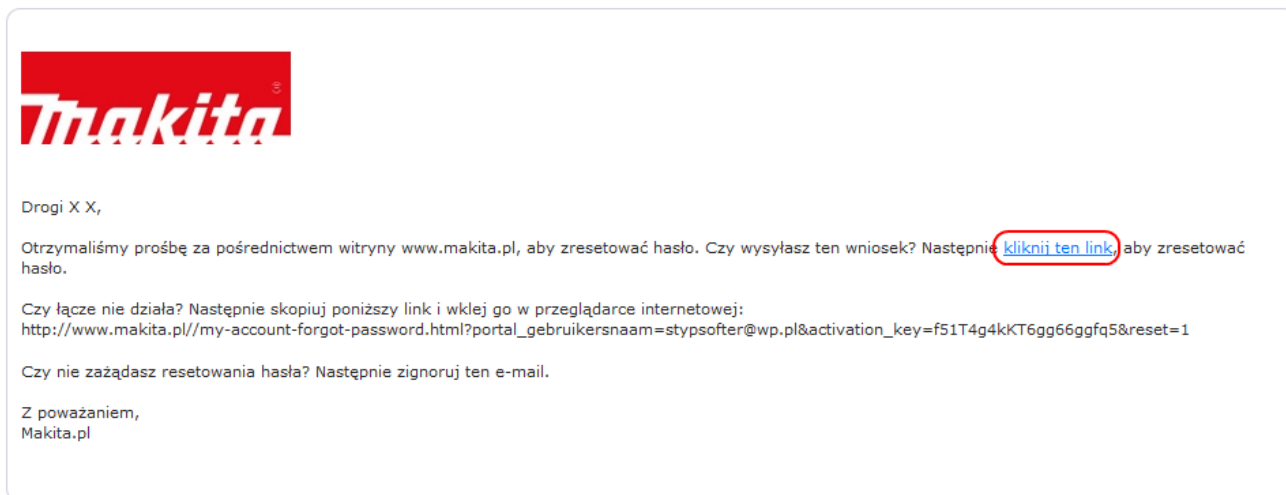 makita®
Drogi X X,
Otrzymaliśmy prośbę za pośrednictwem witryny www.makita.pl, aby zresetować hasło. Czy wysyłasz ten wniosek? Następnie kliknij ten link, aby zresetować
hasło.
Czy łącze nie działa? Następnie skopiuj poniższy link i wklej go w przeglądarce internetowej:
http://www.makita.pl//my-account-forgot-password.html?portal_gebruikersnaam=stypsofter@wp.pl&activation_key=f51T4g4kKT6gg66ggfq5&reset=1
Czy nie zażądasz resetowania hasła? Następnie zignoruj ten e-mail.
Z poważaniem,
Makita.pl